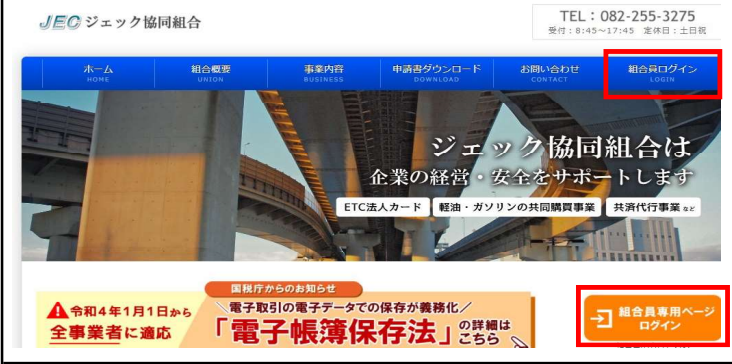 JEC ジェック協同組合
TEL：082-255-3275
受付：8:45～17:45 定休日：土日祝
ホーム
HOME
組合概要
UNION
事業内容
BUSINESS
申請書ダウンロード
DOWNLOAD
お問い合わせ
CONTACT
組合員ログイン
LOGIN
ジェック協同組合は
企業の経営・安全をサポートします
ETC法人カード 軽油・ガソリンの共同購買事業 共済代行事業 など
国税庁からのお知らせ
令和4年1月1日から
全事業者に適応
＼電子取引の電子データでの保存が義務化／
「電子帳簿保存法」の詳細はこちら
組合員専用ページ
ログイン